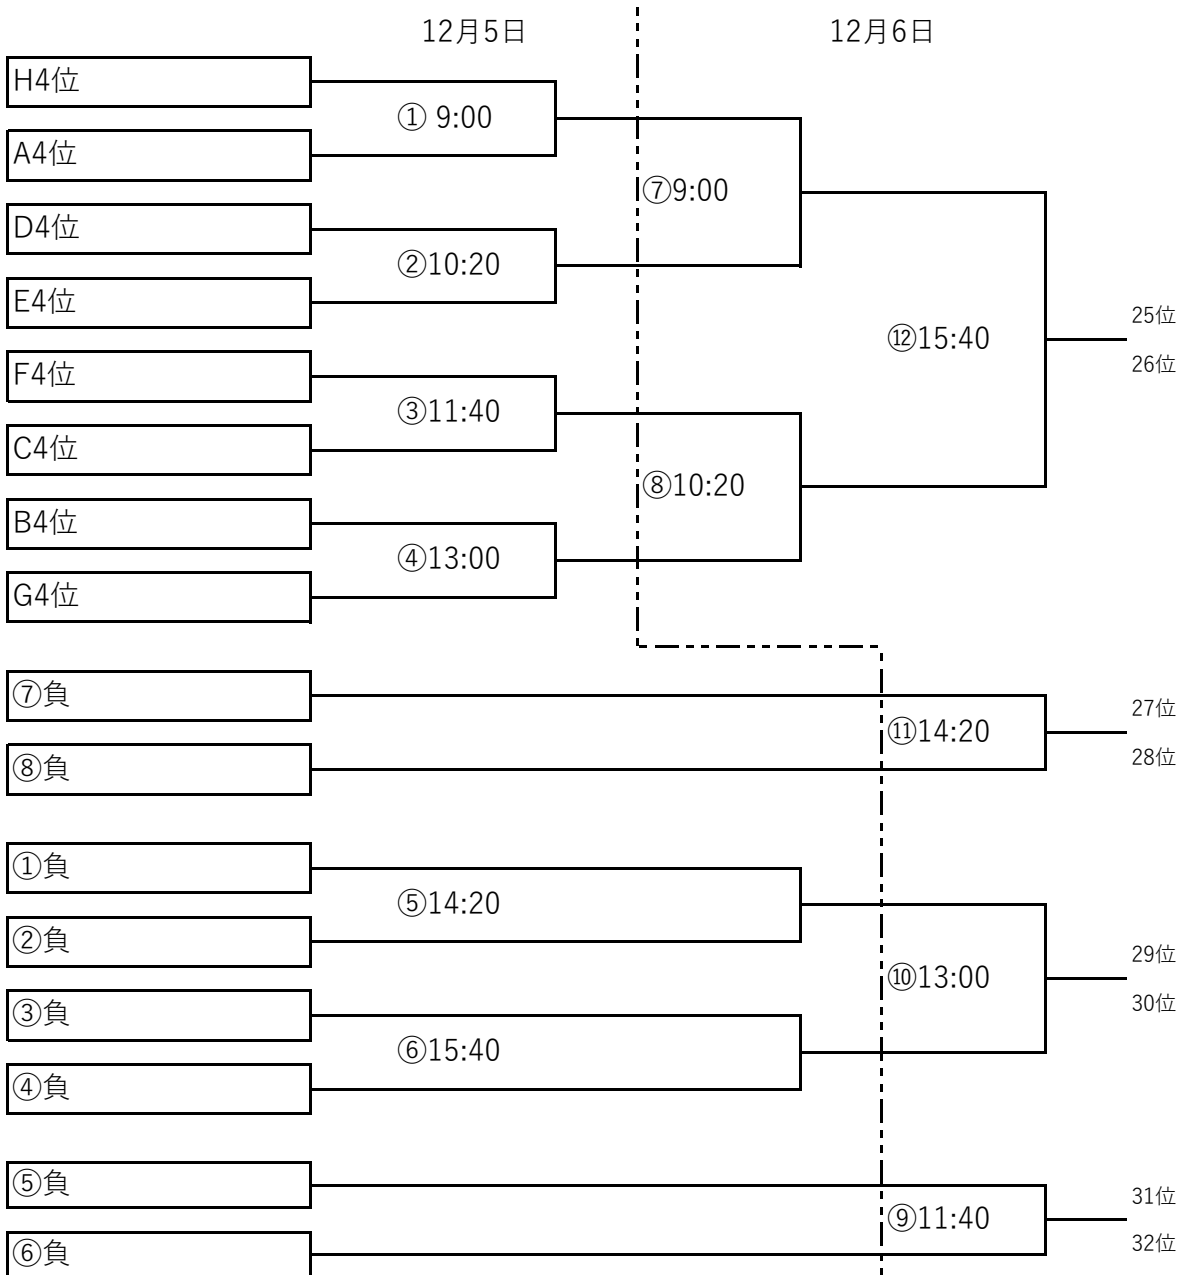 12月5日
12月6日
H4位
① 9:00
A4位
⑦9:00
D4位
②10:20
E4位
25位
⑫15:40
26位
F4位
③11:40
C4位
⑧10:20
B4位
④13:00
G4位
⑦負
27位
⑪14:20
⑧負
28位
①負
⑤14:20
②負
29位
⑩13:00
③負
30位
⑥15:40
④負
⑤負
31位
⑨11:40
⑥負
32位